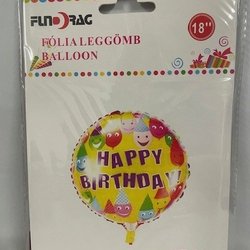 FUNDRAG
FÓLIA LEGGÖMB
BALLOON
18"
HAPPY
BIRTHDAY